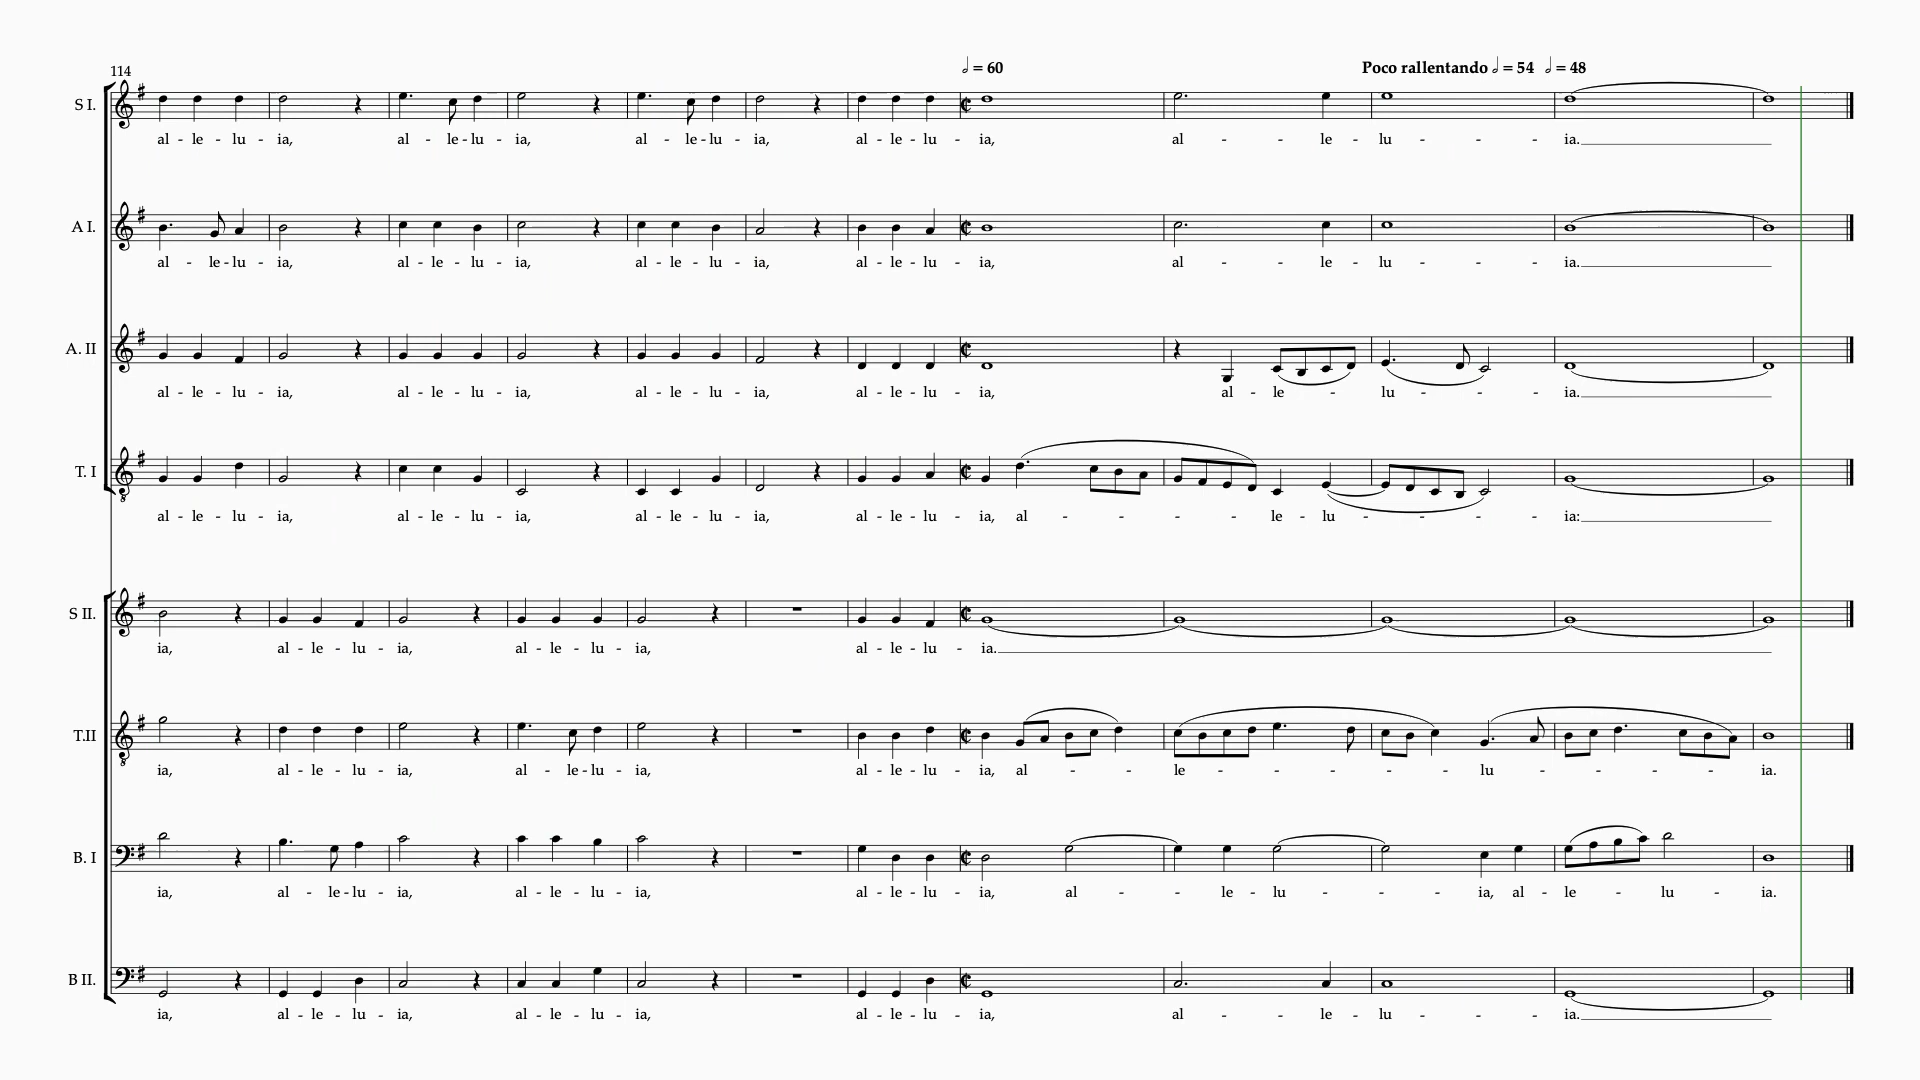 𝅗𝅥 = 60 Poco rallentando 𝅗𝅥 = 54 𝅗𝅥 = 48
114
S I.
al - le - lu - ia, al - le - lu - ia, al - le - lu - ia, al - le - lu - ia, al - - le - lu - - ia.
A I.
al - le - lu - ia, al - le - lu - ia, al - le - lu - ia, al - le - lu - ia, al - - le - lu - - ia.
A. II
al - le - lu - ia, al - le - lu - ia, al - le - lu - ia, al - le - lu - ia, al - le - lu - - ia.
T. I
al - le - lu - ia, al - le - lu - ia, al - le - lu - ia, al - le - lu - ia, al - - - - le - lu - - - - ia:
S II.
ia, al - le - lu - ia, al - le - lu - ia, al - le - lu - ia.
T.II
ia, al - le - lu - ia, al - le - lu - ia, al - le - lu - ia, al - - - le - - - - - - lu - - - - - ia.
B. I
ia, al - le - lu - ia, al - le - lu - ia, al - le - lu - ia, al - - le - lu - - - ia, al - le - lu - ia.
B II.
ia, al - le - lu - ia, al - le - lu - ia, al - le - lu - ia, al - - le - lu - - ia.